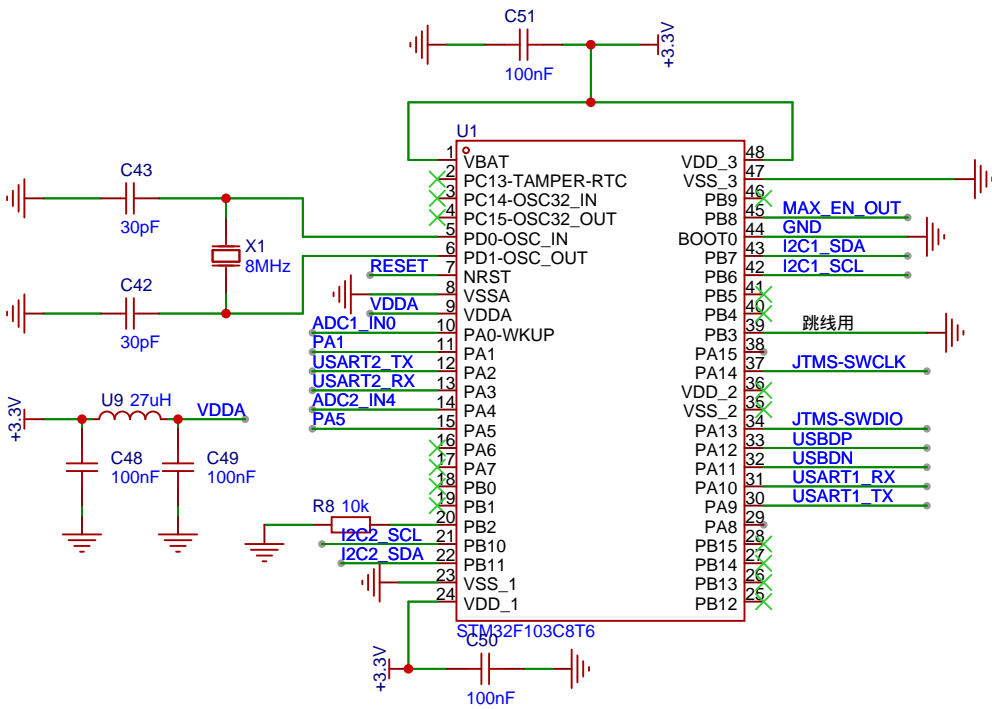 C51
100nF
+3.3V
U1
1 VBAT
2 PC13-TAMPER-RTC
3 PC14-OSC32_IN
4 PC15-OSC32_OUT
5 PD0-OSC_IN
6 PD1-OSC_OUT
RESET 7 NRST
8 VSSA
VDDA 9 VDDA
ADC1_IN0 10 PA0-WKUP
PA1 11 PA1
USART2_TX 12 PA2
USART2_RX 13 PA3
ADC2_IN4 14 PA4
PA5 15 PA5
16 PA6
17 PA7
18 PB0
19 PB1
20 PB2
I2C2_SCL 21 PB10
I2C2_SDA 22 PB11
23 VSS_1
24 VDD_1
VDD_3 48
VSS_3 47
PB9 46
PB8 45 MAX_EN_OUT
BOOT0 44 GND
PB7 43 I2C1_SDA
PB6 42 I2C1_SCL
PB5 41
PB4 40
PB3 39 跳线用
PA15 38
PA14 37 JTMS-SWCLK
VDD_2 36
VSS_2 35
PA13 34 JTMS-SWDIO
PA12 33 USBDP
PA11 32 USBDN
PA10 31 USART1_RX
PA9 30 USART1_TX
PA8 29
PB15 28
PB14 27
PB13 26
PB12 25
STM32F103C8T6
C43
30pF
X1
8MHz
C42
30pF
+3.3V
U9 27uH
VDDA
C48
100nF
C49
100nF
R8 10k
+3.3V
C50
100nF